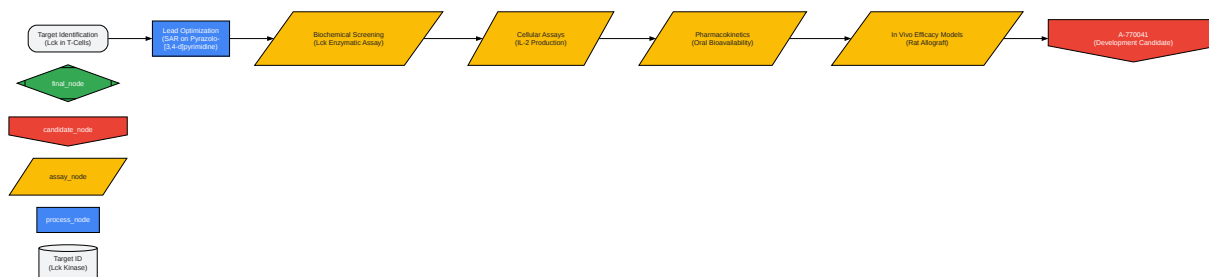 Target Identification
(Lck in T-Cells)
Lead Optimization
(SAR on Pyrazolo-
[3,4-d]pyrimidine)
Biochemical Screening
(Lck Enzymatic Assay)
Cellular Assays
(IL-2 Production)
Pharmacokinetics
(Oral Bioavailability)
In Vivo Efficacy Models
(Rat Allograft)
A-770041
(Development Candidate)
final_node
candidate_node
assay_node
process_node
Target ID
(Lck Kinase)